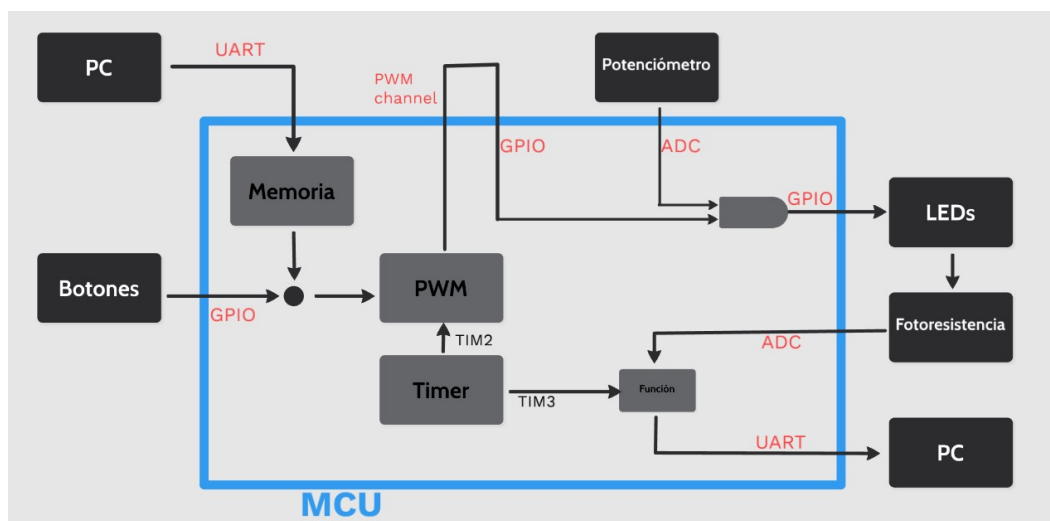 PC
UART
PWM
channel
Potenciómetro
GPIO
ADC
Memoria
GPIO
LEDs
Botones
GPIO
PWM
TIM2
ADC
Fotoresistencia
Timer
TIM3
Función
UART
PC
MCU